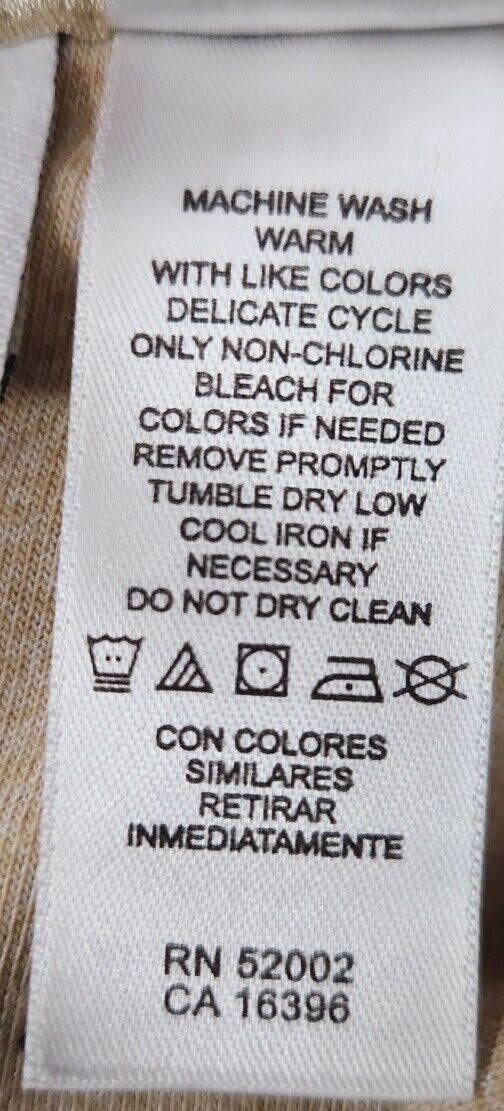 MACHINE WASH
WARM
WITH LIKE COLORS
DELICATE CYCLE
ONLY NON-CHLORINE
BLEACH FOR
COLORS IF NEEDED
REMOVE PROMPTLY
TUMBLE DRY LOW
COOL IRON IF
NECESSARY
DO NOT DRY CLEAN
CON COLORES
SIMILARES
RETIRAR
INMEDIATAMENTE
RN 52002
CA 16396